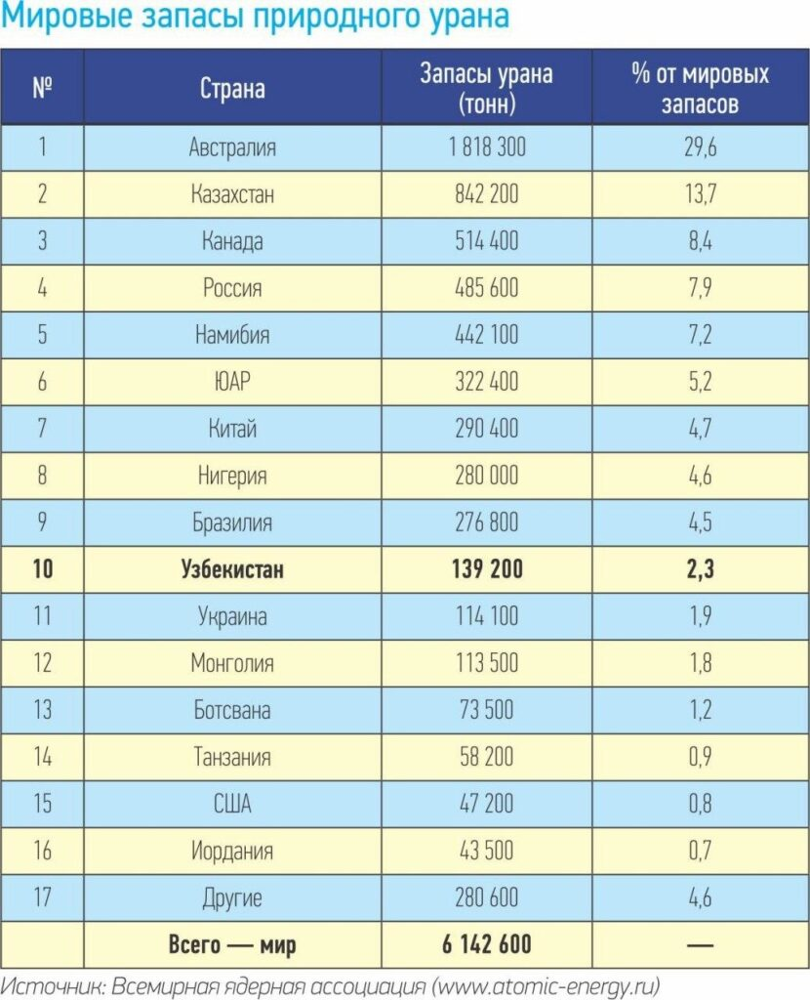 Мировые запасы природного урана
№ Страна Запасы урана (тонн) % от мировых запасов
1 Австралия 1 818 300 29,6
2 Казахстан 842 200 13,7
3 Канада 514 400 8,4
4 Россия 485 600 7,9
5 Намибия 442 100 7,2
6 ЮАР 322 400 5,2
7 Китай 290 400 4,7
8 Нигерия 280 000 4,6
9 Бразилия 276 800 4,5
10 Узбекистан 139 200 2,3
11 Украина 114 100 1,9
12 Монголия 113 500 1,8
13 Ботсвана 73 500 1,2
14 Танзания 58 200 0,9
15 США 47 200 0,8
16 Иордания 43 500 0,7
17 Другие 280 600 4,6
Всего — мир 6 142 600 —
Источник: Всемирная ядерная ассоциация (www.atomic-energy.ru)